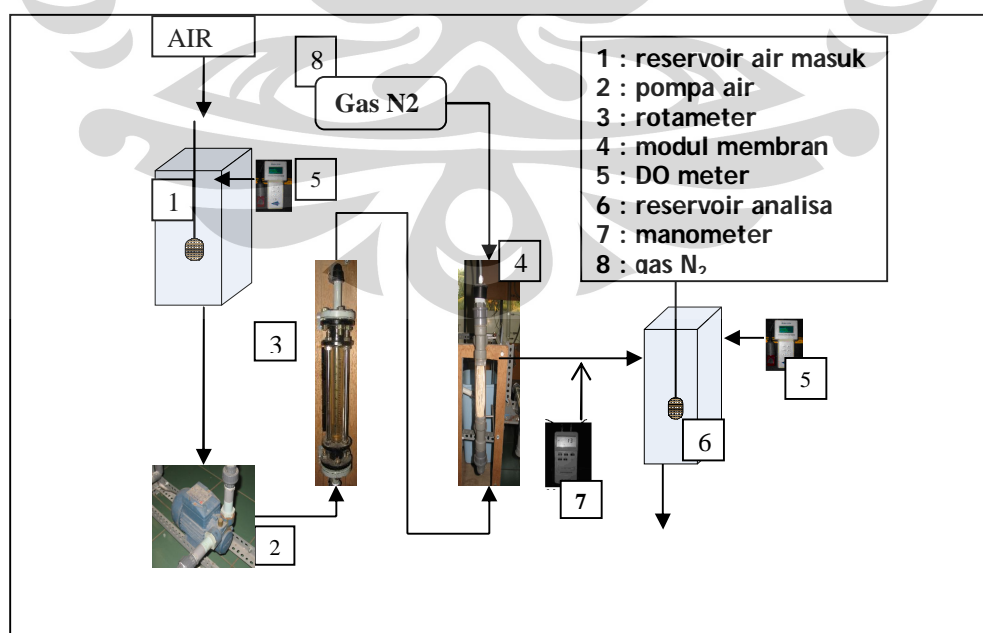 AIR
8
Gas N2
1 : reservoir air masuk
2 : pompa air
3 : rotameter
4 : modul membran
5 : DO meter
6 : reservoir analisa
7 : manometer
8 : gas N₂
1
5
3
4
5
6
7
2